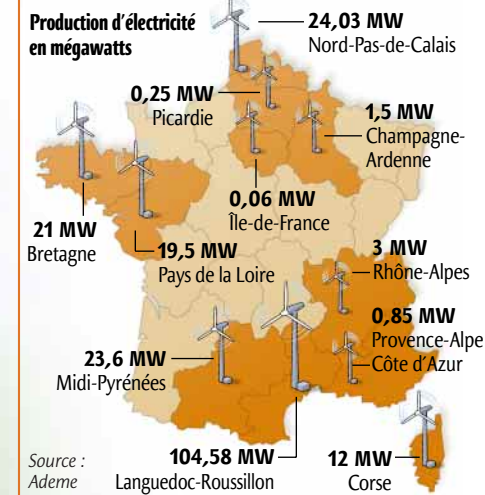 Production d'électricité
en mégawatts
24,03 MW
Nord-Pas-de-Calais
0,25 MW
Picardie
1,5 MW
Champagne-
Ardenne
0,06 MW
Île-de-France
21 MW
Bretagne
19,5 MW
Pays de la Loire
3 MW
Rhône-Alpes
0,85 MW
Provence-Alpe
Côte d'Azur
23,6 MW
Midi-Pyrénées
104,58 MW
Languedoc-Roussillon
12 MW
Corse
Source :
Ademe